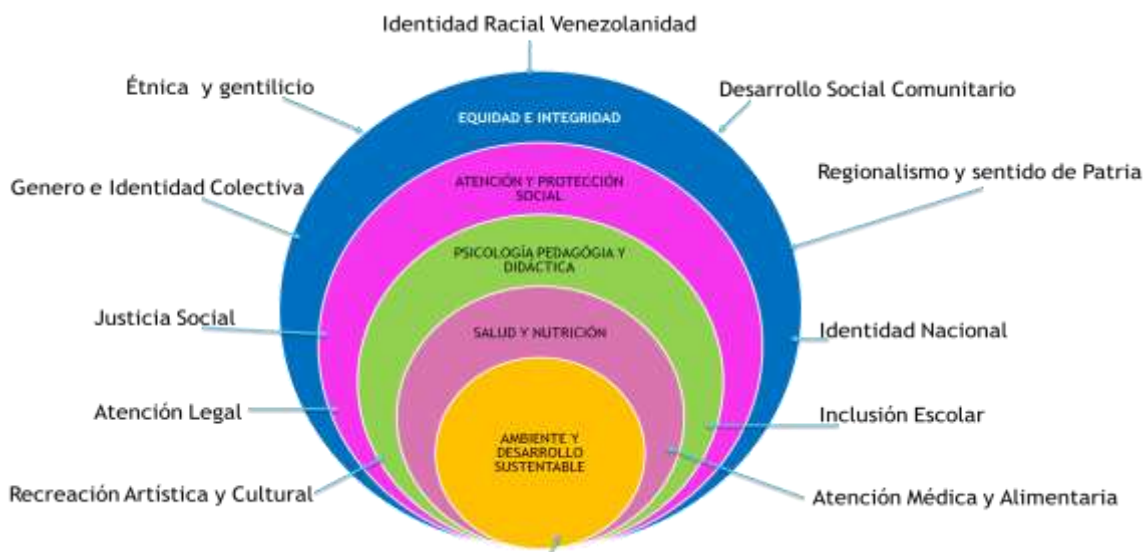 Identidad Racial Venezolanidad
Étnica y gentilicio
Desarrollo Social Comunitario
EQUIDAD E INTEGRIDAD
Genero e Identidad Colectiva
Regionalismo y sentido de Patria
ATENCIÓN Y PROTECCIÓN
SOCIAL
PSICOLOGÍA PEDAGÓGIA Y
DIDÁCTICA
Justicia Social
SALUD Y NUTRICIÓN
Identidad Nacional
Atención Legal
Inclusión Escolar
AMBIENTE Y
DESARROLLO
SUSTENTABLE
Recreación Artística y Cultural
Atención Médica y Alimentaria